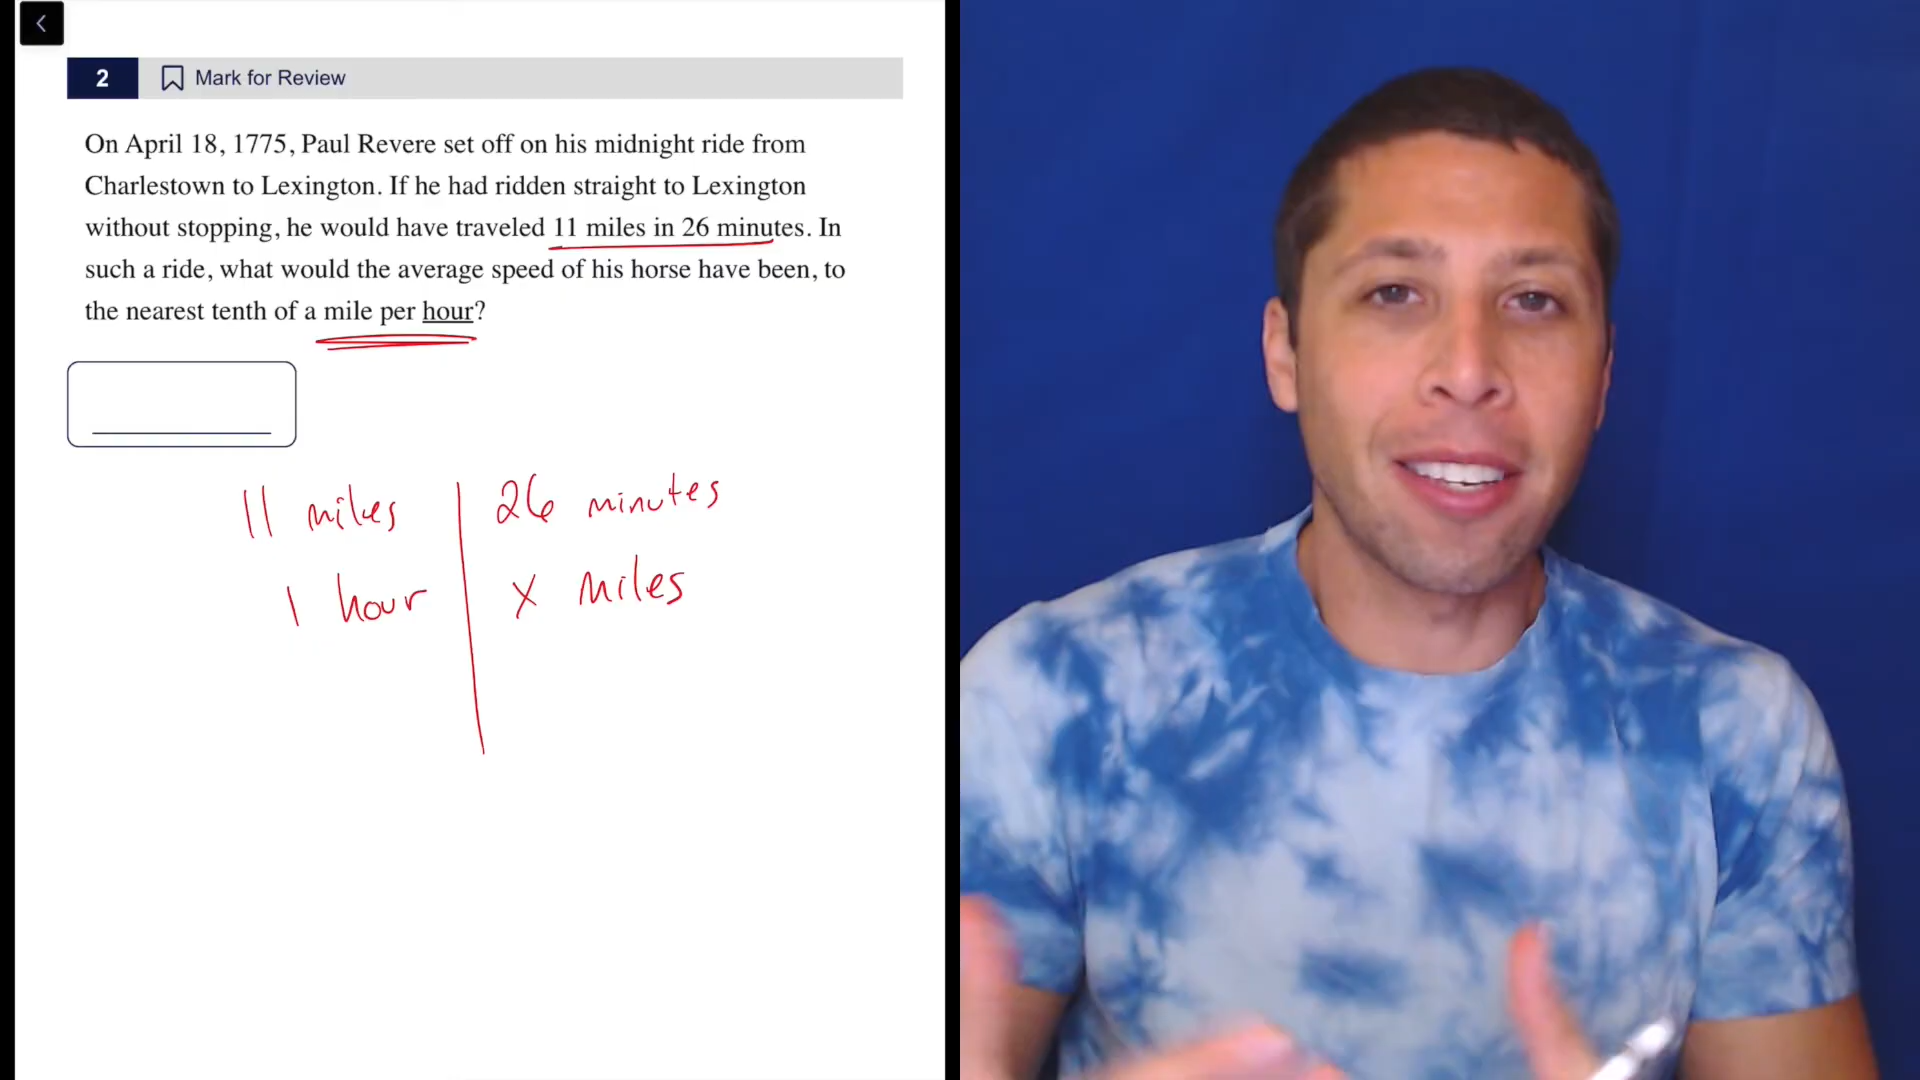 2 Mark for Review
On April 18, 1775, Paul Revere set off on his midnight ride from
Charlestown to Lexington. If he had ridden straight to Lexington
without stopping, he would have traveled 11 miles in 26 minutes. In
such a ride, what would the average speed of his horse have been, to
the nearest tenth of a mile per hour?
11 miles 26 minutes
1 hour x miles